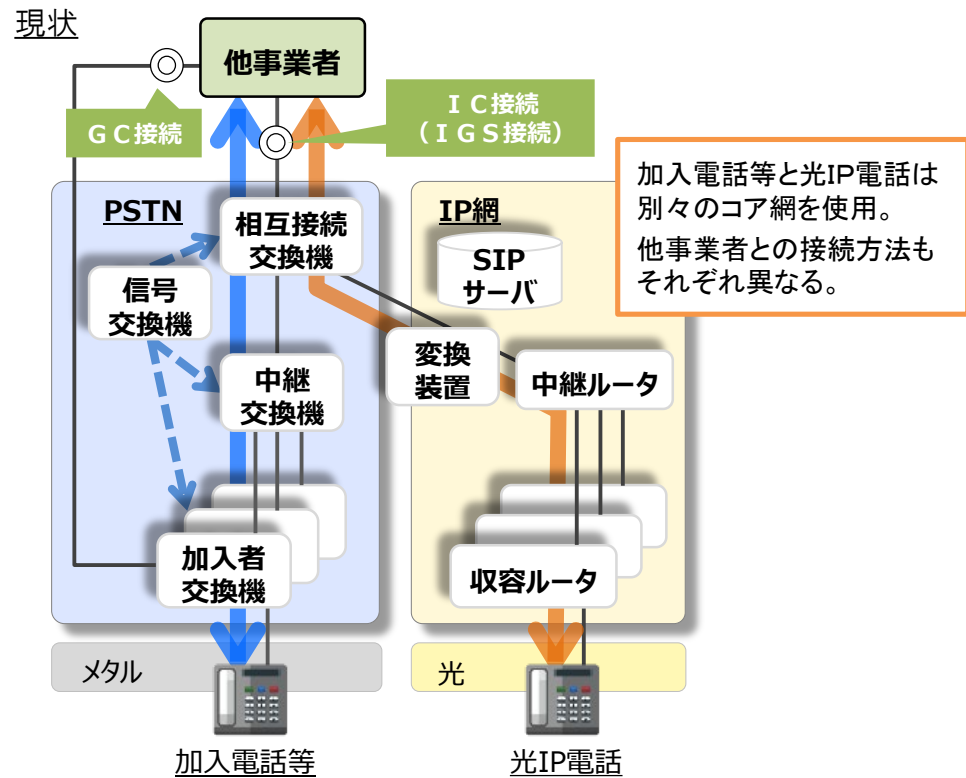 現状
他事業者
GC接続
IC接続
(IGS接続)
加入電話等と光IP電話は
別々のコア網を使用。
他事業者との接続方法も
それぞれ異なる。
PSTN
相互接続
交換機
信号
交換機
中継
交換機
加入者
交換機
IP網
SIP
サーバ
変換
装置
中継ルータ
収容ルータ
メタル
光
加入電話等
光IP電話